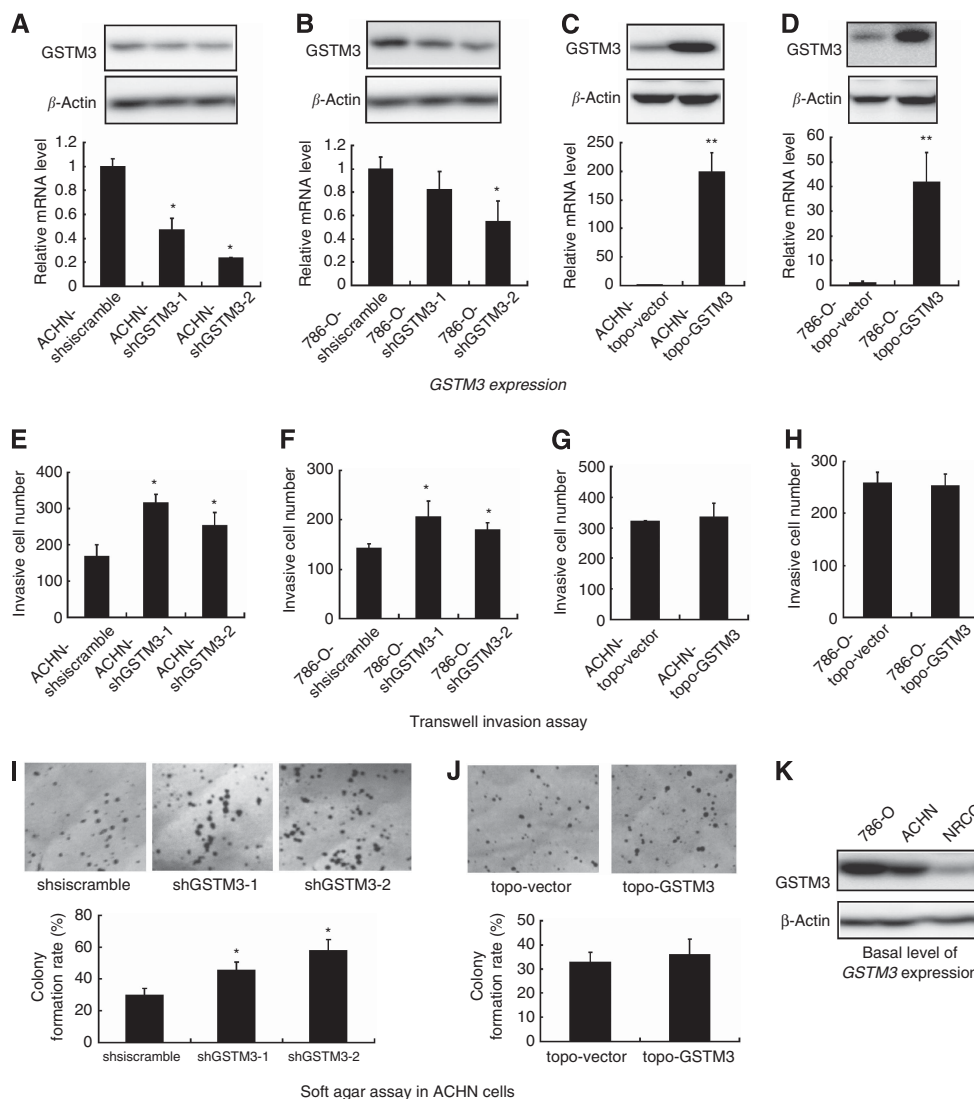 A
GSTM3
β-Actin
Relative mRNA level
1.2
1
0.8
0.6
0.4
0.2
0
*
*
ACHN-
shsiscramble
ACHN-
shGSTM3-1
ACHN-
shGSTM3-2
B
GSTM3
β-Actin
Relative mRNA level
1.2
1
0.8
0.6
0.4
0.2
0
*
786-O-
shsiscramble
786-O-
shGSTM3-1
786-O-
shGSTM3-2
C
GSTM3
β-Actin
Relative mRNA level
250
200
150
100
50
0
**
ACHN-
topo-vector
ACHN-
topo-GSTM3
D
GSTM3
β-Actin
Relative mRNA level
60
50
40
30
20
10
0
**
786-O-
topo-vector
786-O-
topo-GSTM3
GSTM3 expression
E
Invasive cell number
400
300
200
100
0
*
*
ACHN-
shsiscramble
ACHN-
shGSTM3-1
ACHN-
shGSTM3-2
F
Invasive cell number
300
200
100
0
*
*
786-O-
shsiscramble
786-O-
shGSTM3-1
786-O-
shGSTM3-2
G
Invasive cell number
500
400
300
200
100
0
ACHN-
topo-vector
ACHN-
topo-GSTM3
H
Invasive cell number
300
200
100
0
786-O-
topo-vector
786-O-
topo-GSTM3
Transwell invasion assay
I
shsiscramble
shGSTM3-1
shGSTM3-2
Colony
formation rate (%)
80
60
40
20
0
*
*
shsiscramble
shGSTM3-1
shGSTM3-2
J
topo-vector
topo-GSTM3
Colony
formation rate (%)
50
40
30
20
10
0
topo-vector
topo-GSTM3
Soft agar assay in ACHN cells
K
786-O
ACHN
NRCC
GSTM3
β-Actin
Basal level of
GSTM3 expression